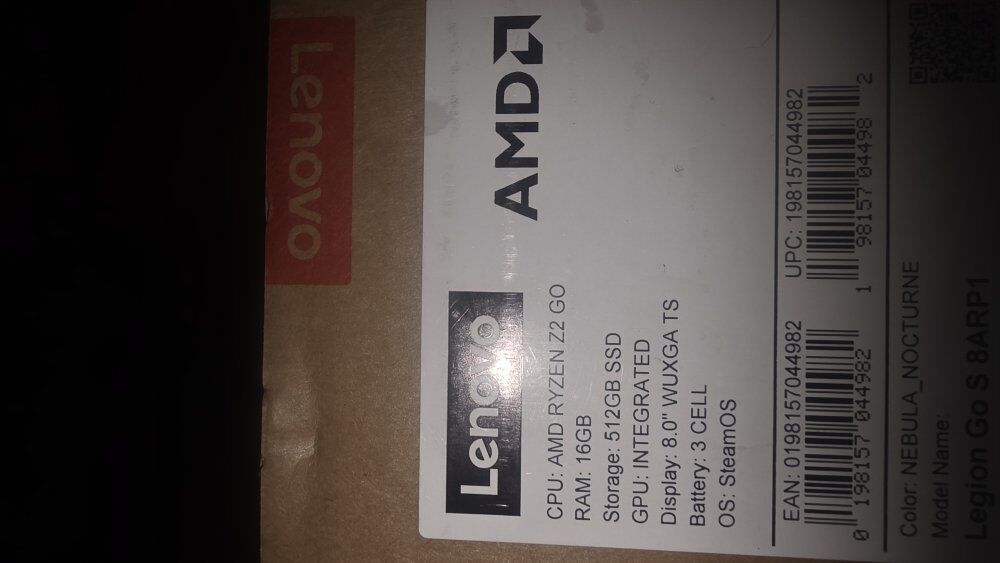 Lenovo
Lenovo
AMD
CPU: AMD RYZEN Z2 GO
RAM: 16GB
Storage: 512GB SSD
GPU: INTEGRATED
Display: 8.0" WUXGA TS
Battery: 3 CELL
OS: SteamOS
EAN: 0198157044982
UPC: 198157044982
0 198157 044982
1 98157 04498 2
Color: NEBULA_NOCTURNE
Model Name:
Legion Go S 8ARP1